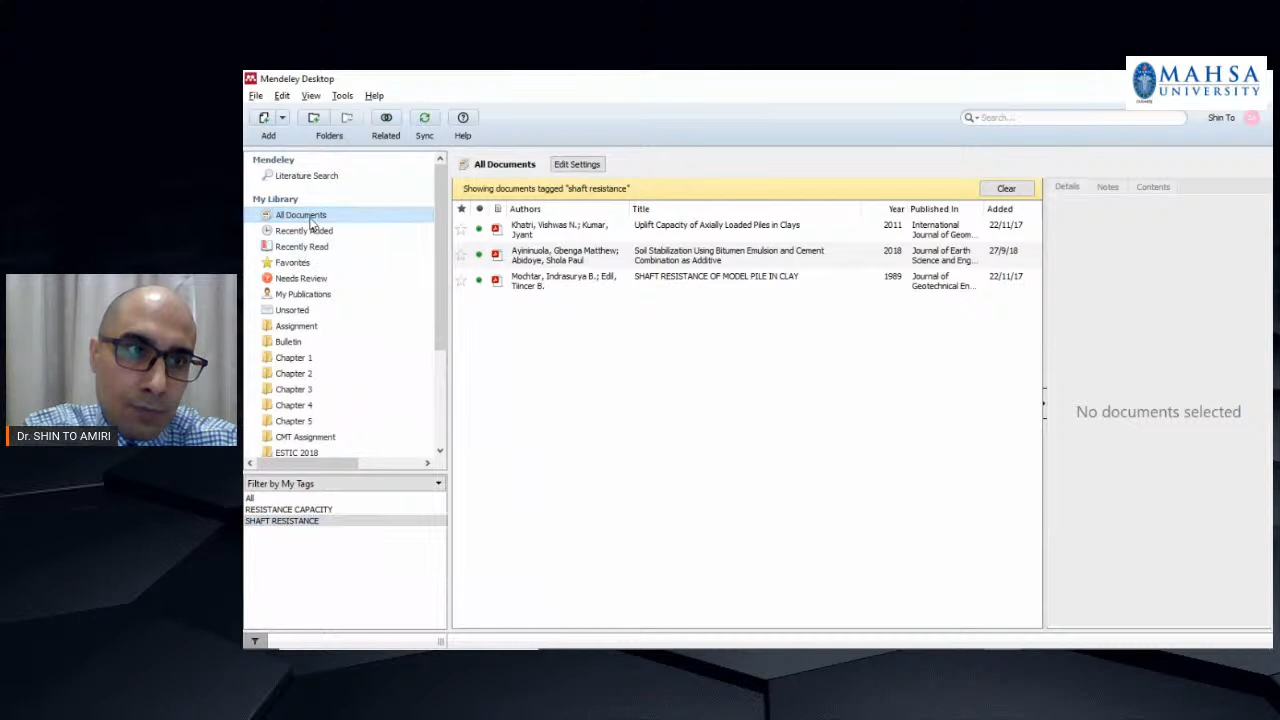 MAHSA
UNIVERSITY
Mendeley Desktop
File Edit View Tools Help
Add Folders Related Sync Help
Search...
Shin To
Mendeley
Literature Search
My Library
All Documents
Recently Added
Recently Read
Favorites
Needs Review
My Publications
Unsorted
Assignment
Bulletin
Chapter 1
Chapter 2
Chapter 3
Chapter 4
Chapter 5
CMT Assignment
ESTIC 2018
Filter by My Tags
All
RESISTANCE CAPACITY
SHAFT RESISTANCE
All Documents Edit Settings
Showing documents tagged "shaft resistance" Clear
Authors Title Year Published In Added
Khatri, Vishwas N.; Kumar, Uplift Capacity of Axially Loaded Piles in Clays 2011 International 22/11/17
Jyant Journal of Geom...
Ayininuola, Gbenga Matthew; Soil Stabilization Using Bitumen Emulsion and Cement 2018 Journal of Earth 27/9/18
Abidoye, Shola Paul Combination as Additive Science and Eng...
Mochtar, Indrasurya B.; Edil, SHAFT RESISTANCE OF MODEL PILE IN CLAY 1989 Journal of 22/11/17
Tuncer B. Geotechnical En...
Details Notes Contents
No documents selected
Dr. SHIN TO AMIRI